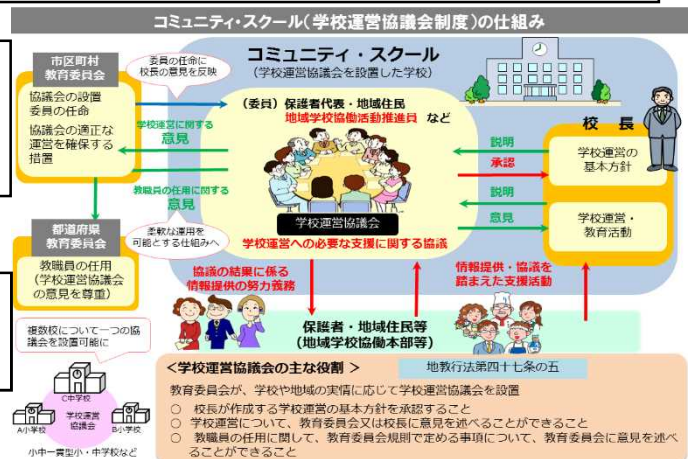 コミュニティ・スクール(学校運営協議会制度)の仕組み
市区町村
教育委員会
協議会の設置
委員の任命
協議会の適正な
運営を確保する
措置
委員の任命に
校長の意見を反映
コミュニティ・スクール
(学校運営協議会を設置した学校)
(委員)保護者代表・地域住民
地域学校協働活動推進員 など
学校運営に関する
意見
教職員の任用に関する
意見
学校運営協議会
学校運営への必要な支援に関する協議
校 長
説明
承認
学校運営の
基本方針
説明
意見
学校運営・
教育活動
都道府県
教育委員会
教職員の任用
(学校運営協議会
の意見を尊重)
柔軟な運用を
可能とする仕組みへ
協議の結果に係る
情報提供の努力義務
情報提供・協議を
踏まえた支援活動
保護者・地域住民等
(地域学校協働本部等)
複数校について一つの協
議会を設置可能に
C中学校
学校運営
協議会
A小学校
B小学校
小中一貫型小・中学校など
<学校運営協議会の主な役割 >
地教行法第四十七条の五
教育委員会が、学校や地域の実情に応じて学校運営協議会を設置
○ 校長が作成する学校運営の基本方針を承認すること
○ 学校運営について、教育委員会又は校長に意見を述べることができること
○ 教職員の任用に関して、教育委員会規則で定める事項について、教育委員会に意見を述べ
ることができること